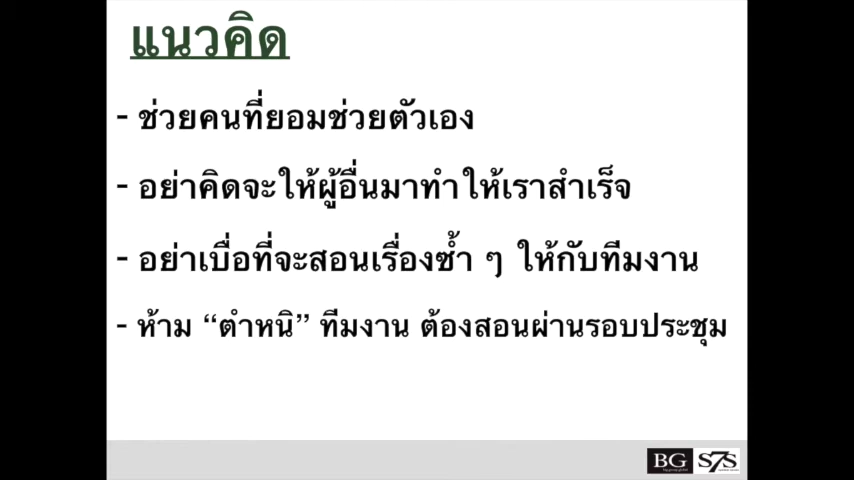 แนวคิด
- ช่วยคนที่ยอมช่วยตัวเอง
- อย่าคิดจะให้ผู้อื่นมาทำให้เราสำเร็จ
- อย่าเบื่อที่จะสอนเรื่องซ้ำ ๆ ให้กับทีมงาน
- ห้าม “ตำหนิ” ทีมงาน ต้องสอนผ่านรอบประชุม
BG S7S